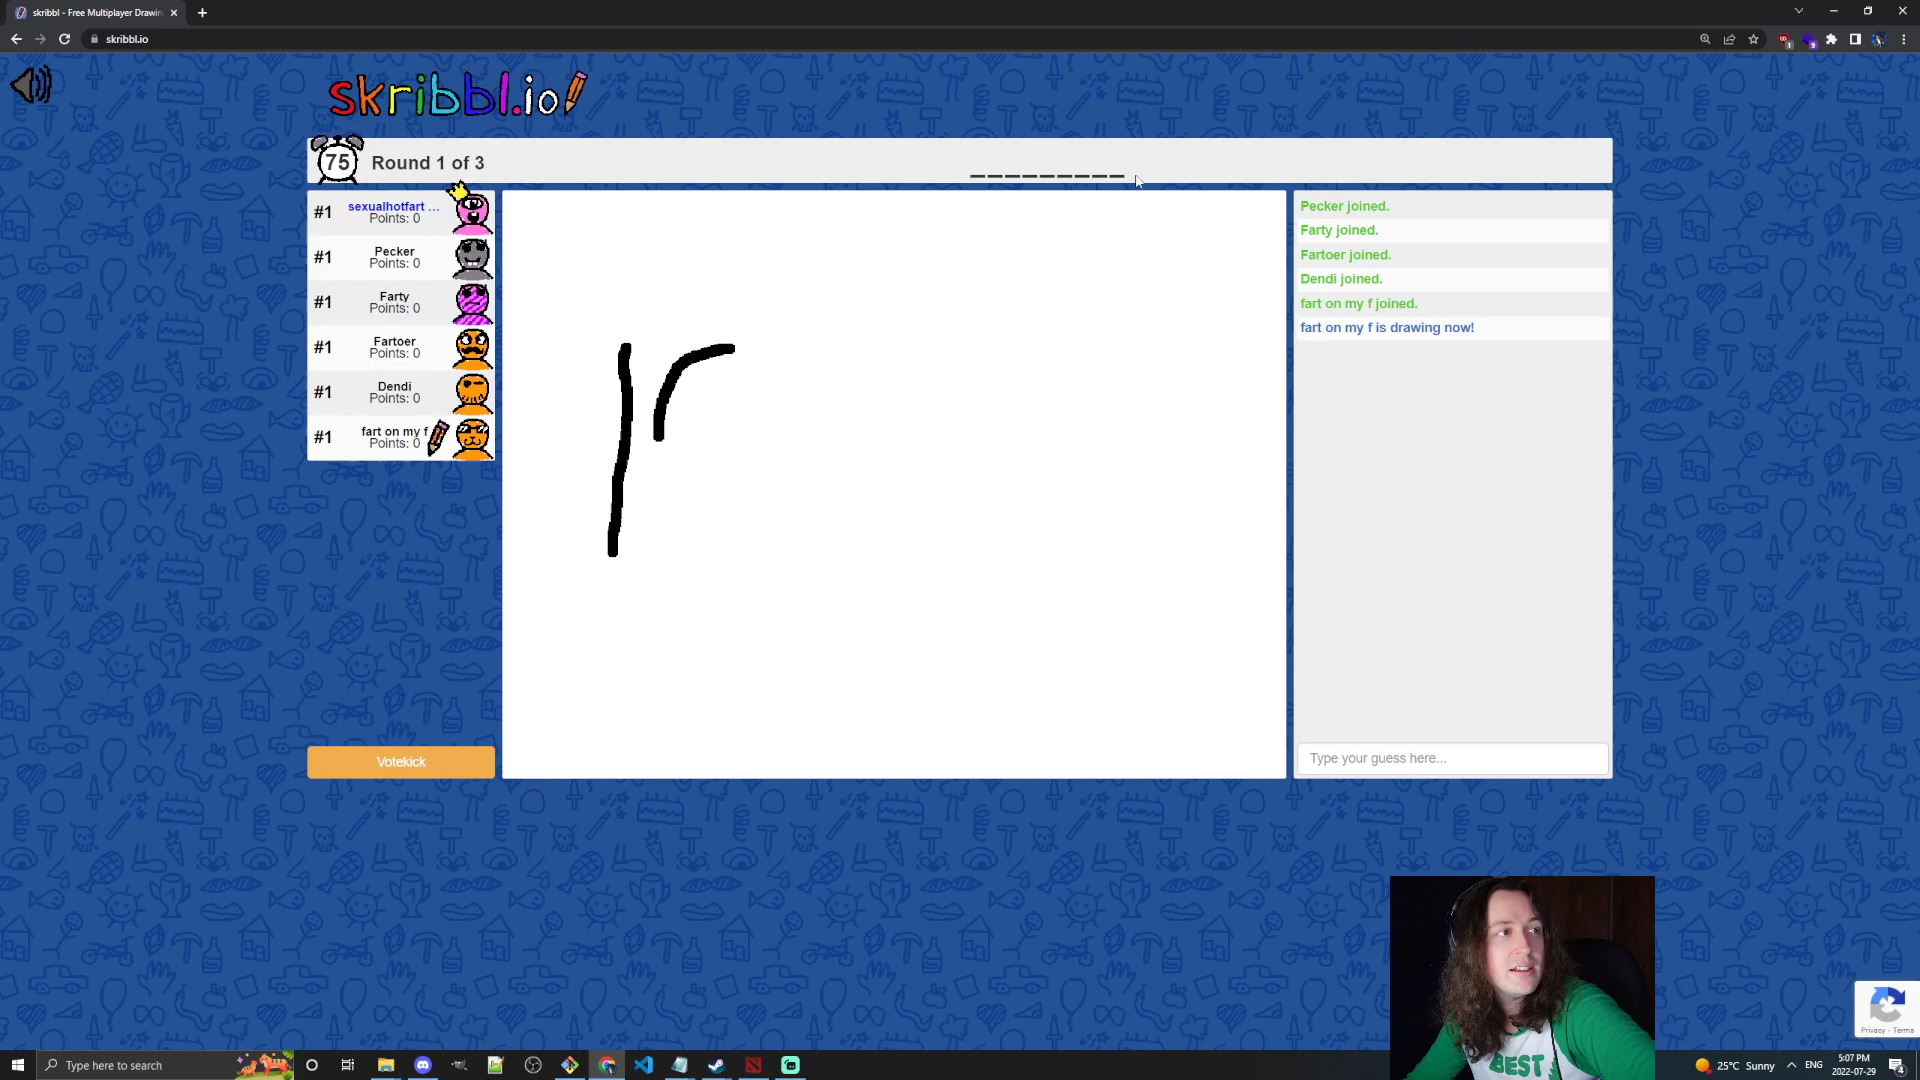 skribbl - Free Multiplayer Drawin
skribbl.io
skribbl.io
75
Round 1 of 3
_________
#1
sexualhotfart ...
Points: 0
#1
Pecker
Points: 0
#1
Farty
Points: 0
#1
Fartoer
Points: 0
#1
Dendi
Points: 0
#1
fart on my f
Points: 0
Votekick
Pecker joined.
Farty joined.
Fartoer joined.
Dendi joined.
fart on my f joined.
fart on my f is drawing now!
Type your guess here...
BEST
Privacy - Terms
Type here to search
25°C Sunny
ENG
5:07 PM
2022-07-29
4